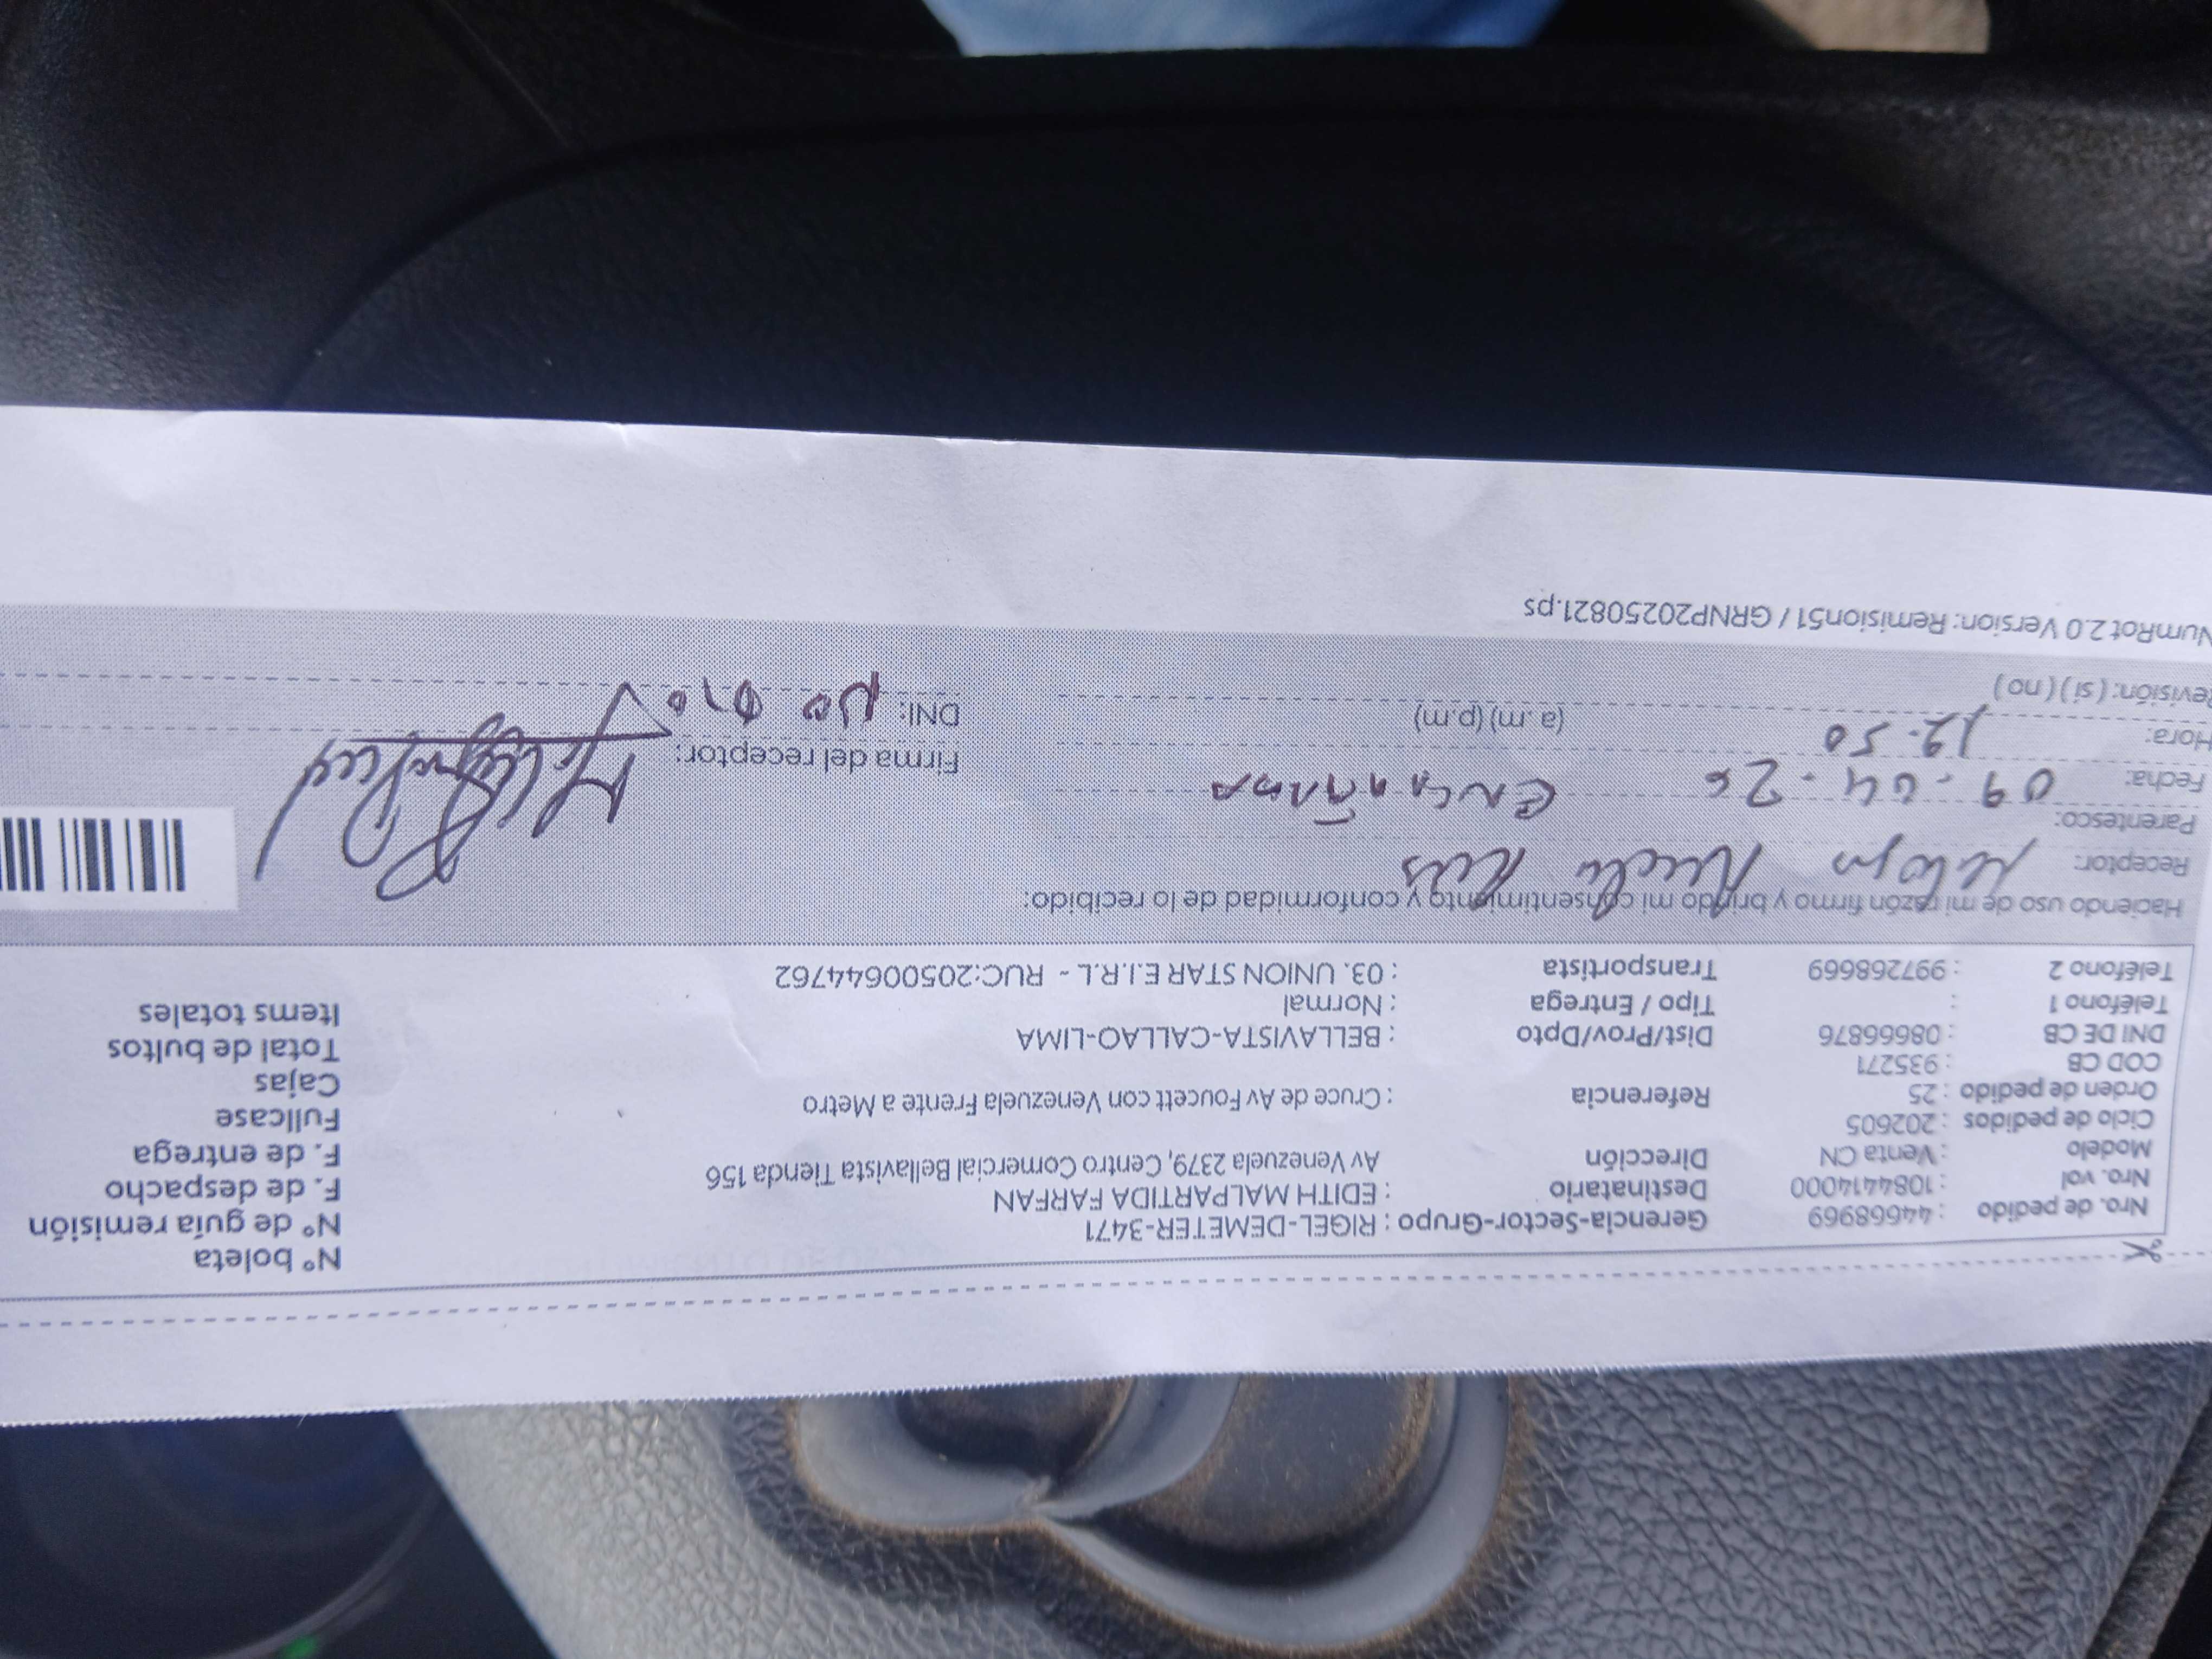 Nro. de pedido : 44668969 Gerencia-Sector-Grupo : RIGEL-DEMETER-3471 N° boleta
Nro. vol : 1084414000 Destinatario : EDITH MALPARTIDA FARFAN N° de guía remisión
Modelo : Venta CN Dirección Av Venezuela 2379, Centro Comercial Bellavista Tienda 156 F. de despacho
Ciclo de pedidos : 202605 F. de entrega
Orden de pedido : 25 Referencia : Cruce de Av Foucett con Venezuela Frente a Metro Fullcase
COD CB : 935271 Cajas
DNI DE CB : 08666876 Dist/Prov/Dpto : BELLAVISTA-CALLAO-LIMA Total de bultos
Teléfono 1 : Tipo / Entrega : Normal Items totales
Teléfono 2 : 997268669 Transportista : 03. UNION STAR E.I.R.L - RUC:20500644762
Haciendo uso de mi razón firmo y brindo mi consentimiento y conformidad de lo recibido:
Receptor:
Parentesco:
Fecha: 09-04-26 ENCARGADA Firma del receptor:
Hora: 12:50 (a.m) (p.m) DNI: NO DIO
Revisión: ( sí ) ( no )
NumRot 2.0 Version: Remision51 / GRNP20250821.ps